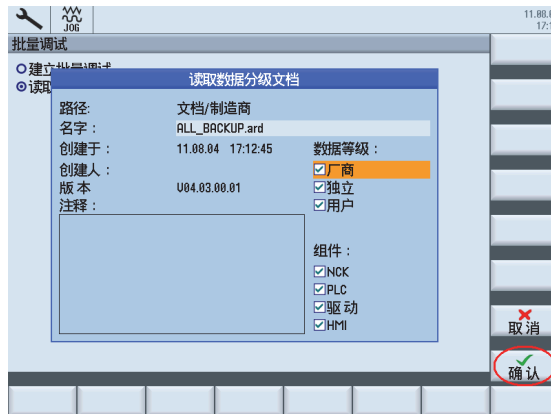 11.08.
17:1
JOG
批量调试
建立批量调试
读取
读取数据分级文档
路径: 文档/制造商
名字： ALL_BACKUP.ard
创建于： 11.08.04 17:12:45 数据等级：
创建人： 厂商
版本 V04.03.00.01 独立
注释： 用户
组件：
NCK
PLC
驱动
HMI
取消
确认